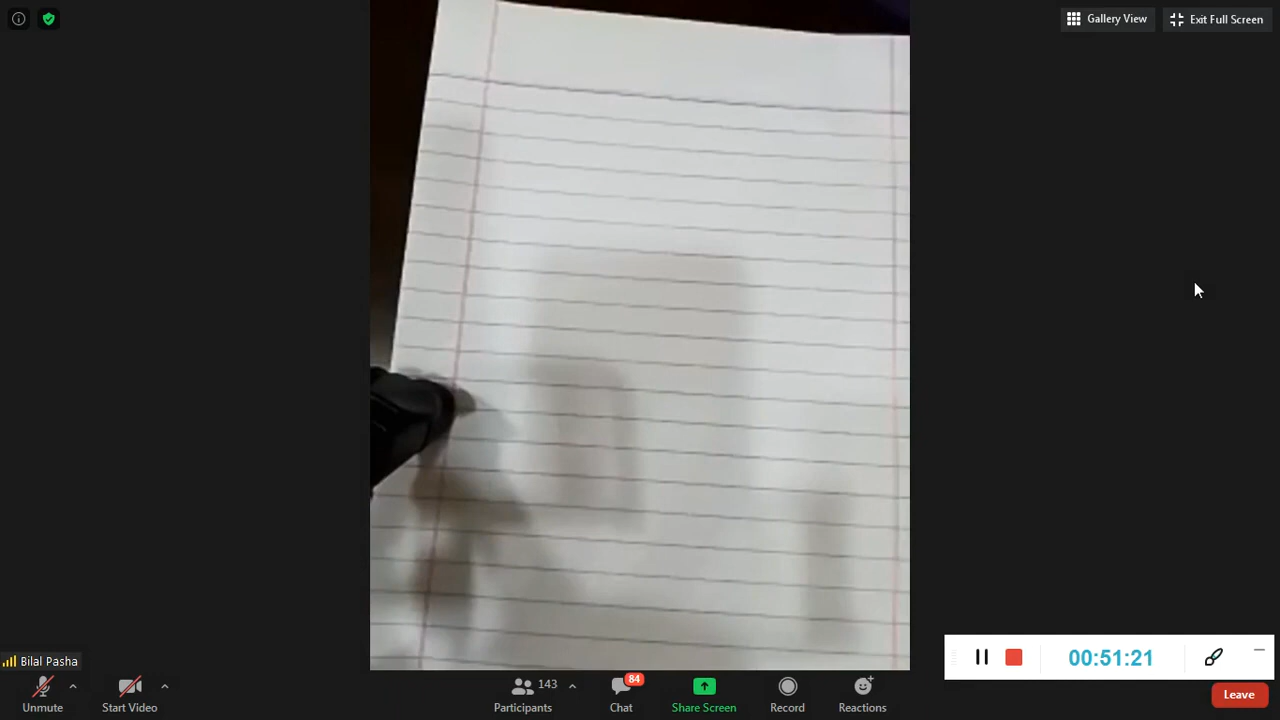 Gallery View
Exit Full Screen
Bilal Pasha
00:51:21
Unmute
Start Video
143
Participants
84
Chat
Share Screen
Record
Reactions
Leave